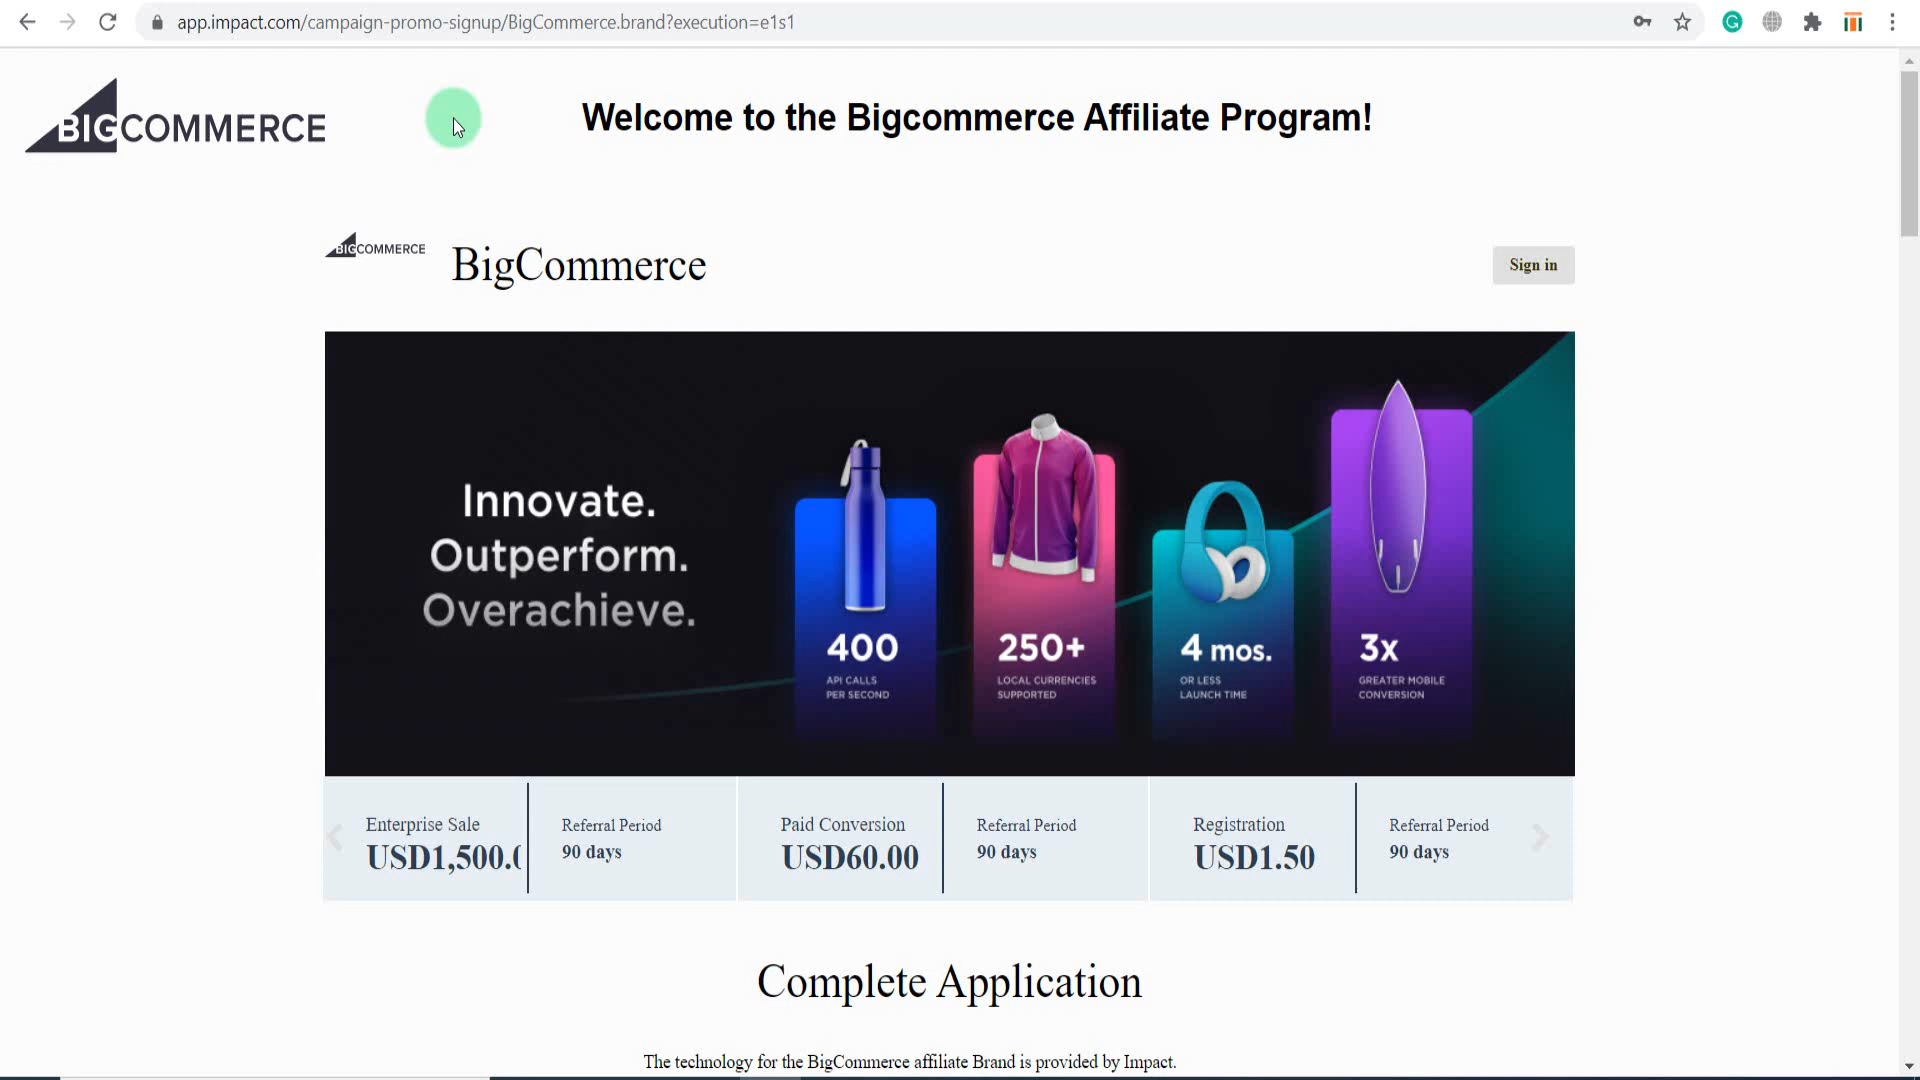 app.impact.com/campaign-promo-signup/BigCommerce.brand?execution=e1s1
BIGCOMMERCE
Welcome to the Bigcommerce Affiliate Program!
BIGCOMMERCE
BigCommerce
Sign in
Innovate.
Outperform.
Overachieve.
400
API CALLS
PER SECOND
250+
LOCAL CURRENCIES
SUPPORTED
4 mos.
OR LESS
LAUNCH TIME
3x
GREATER MOBILE
CONVERSION
Enterprise Sale
USD1,500.0
Referral Period
90 days
Paid Conversion
USD60.00
Referral Period
90 days
Registration
USD1.50
Referral Period
90 days
Complete Application
The technology for the BigCommerce affiliate Brand is provided by Impact.